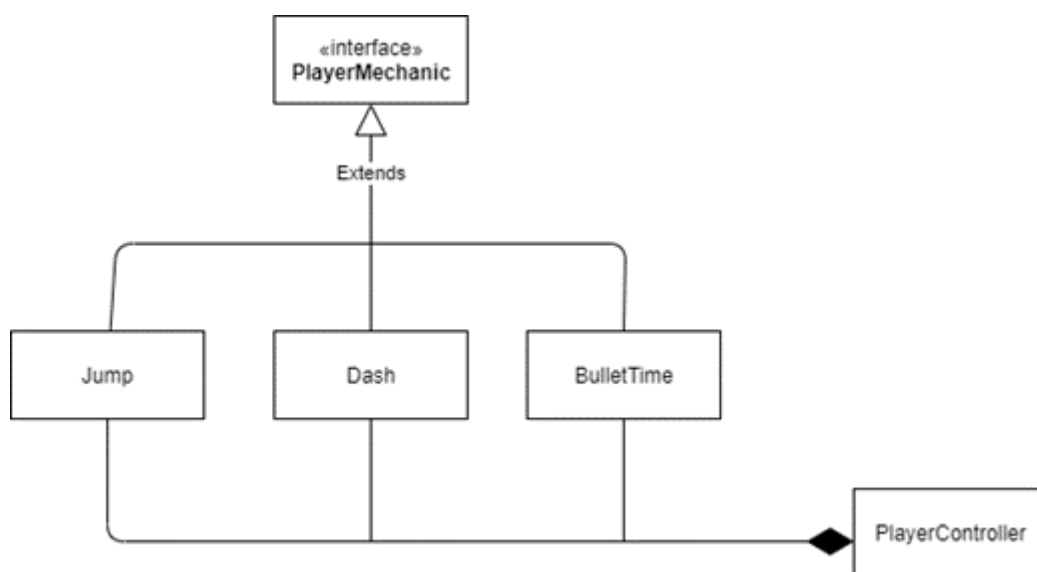 «interface»
PlayerMechanic
Extends
Jump
Dash
BulletTime
PlayerController